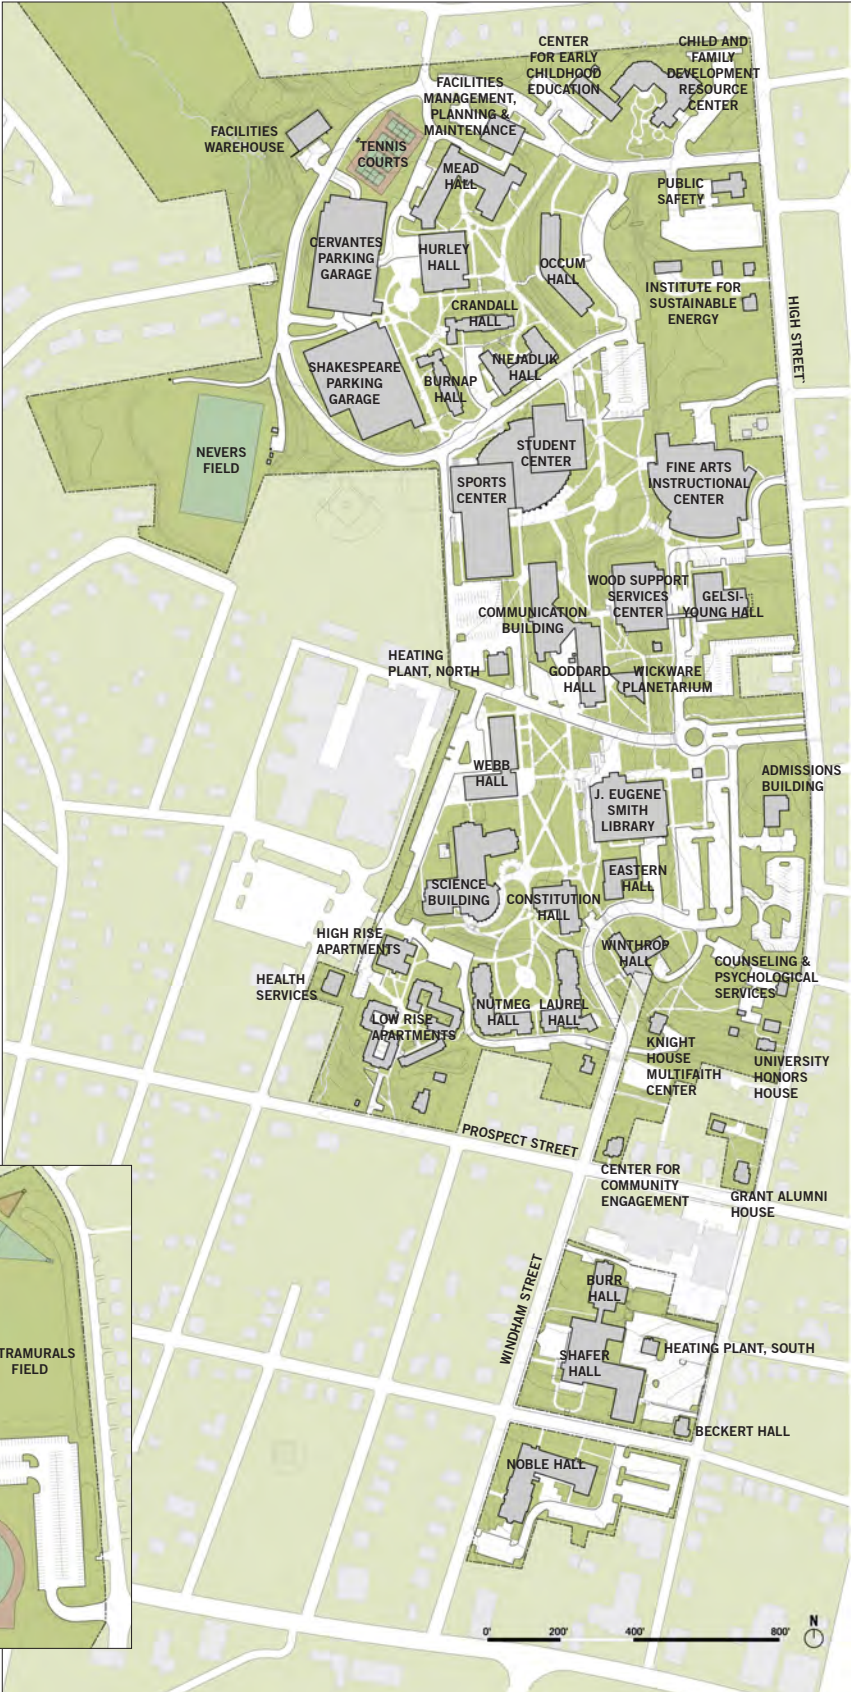 CENTER
FOR EARLY
CHILDHOOD
EDUCATION
CHILD AND
FAMILY
DEVELOPMENT
RESOURCE
CENTER
FACILITIES
MANAGEMENT,
PLANNING &
MAINTENANCE
FACILITIES
WAREHOUSE
TENNIS
COURTS
MEAD
HALL
PUBLIC
SAFETY
CERVANTES
PARKING
GARAGE
HURLEY
HALL
OCCUM
HALL
INSTITUTE FOR
SUSTAINABLE
ENERGY
HIGH STREET
CRANDALL
HALL
SHAKESPEARE
PARKING
GARAGE
BURNAP
HALL
NIEJADLIK
HALL
NEVERS
FIELD
STUDENT
CENTER
SPORTS
CENTER
FINE ARTS
INSTRUCTIONAL
CENTER
WOOD SUPPORT
SERVICES
CENTER
GELSI-
YOUNG HALL
COMMUNICATION
BUILDING
HEATING
PLANT, NORTH
GODDARD
HALL
WICKWARE
PLANETARIUM
WEBB
HALL
J. EUGENE
SMITH
LIBRARY
ADMISSIONS
BUILDING
SCIENCE
BUILDING
EASTERN
HALL
CONSTITUTION
HALL
HIGH RISE
APARTMENTS
WINTHROP
HALL
COUNSELING &
PSYCHOLOGICAL
SERVICES
HEALTH
SERVICES
LOW RISE
APARTMENTS
NUTMEG
HALL
LAUREL
HALL
KNIGHT
HOUSE
MULTIFAITH
CENTER
UNIVERSITY
HONORS
HOUSE
PROSPECT STREET
CENTER FOR
COMMUNITY
ENGAGEMENT
GRANT ALUMNI
HOUSE
WINDHAM STREET
BURR
HALL
SHAFER
HALL
HEATING PLANT, SOUTH
TRAMURALS
FIELD
BECKERT HALL
NOBLE HALL
0' 200' 400' 800'
N